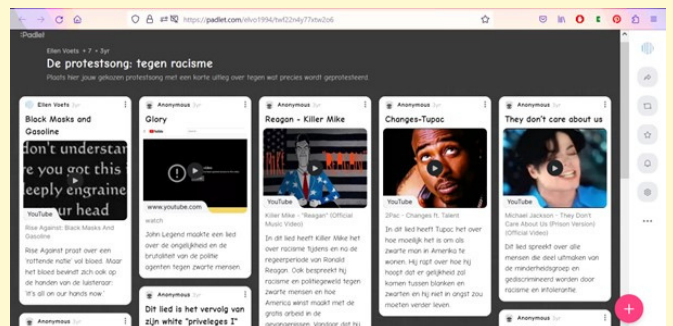 https://padlet.com/elvo1994/twf22n4y77xtw2o6
:Padlet
Ellen Voets + 7 • 3yr
De protestsong: tegen racisme
Plaats hier jouw gekozen protestsong met een korte uitleg over tegen wat precies wordt geprotesteerd.
Ellen Voets 3yr
Black Masks and
Gasoline
don't understan
re you got this
deeply engraine
ur head
YouTube
Rise Against: Black Masks And
Gasoline
Rise Against praat over een
'rottende natie' vol bloed. Maar
het bloed bevindt zich ook op
de handen van de luisteraar:
'It's all on our hands now'
Anonymous 3yr
Anonymous 3yr
Glory
YouTube
www.youtube.com
watch
John Legend maakte een lied
over de ongelijkheid en de
brutaliteit van de politie
agenten tegen zwarte mensen.
Anonymous 3yr
Dit lied is het vervolg van
zijn white "priveleges I"
Anonymous 3yr
Reagan - Killer Mike
YouTube
Killer Mike - "Reagan" (Official
Music Video)
In dit lied heeft Killer Mike het
over racisme tijdens en na de
regeerperiode van Ronald
Reagan. Ook bespreekt hij
racisme en politiegeweld tegen
zwarte mensen en hoe
America winst maakt met de
gratis arbeid in de
gevangenissen. Vandaar dat hij
Anonymous 3yr
Changes-Tupac
YouTube
2Pac - Changes ft. Talent
In dit lied heeft Tupac het over
hoe moeilijk het is om als
zwarte man in Amerika te
wonen. Hij rapt over hoe hij
hoopt dat er gelijkheid zal
komen tussen blanken en
zwarten en hij niet in angst zou
moeten verder leven.
Anonymous 3yr
They don't care about us
YouTube
Michael Jackson - They Don't
Care About Us (Prison Version)
(Official Video)
Dit lied spreekt over alle
mensen die deel uitmaken van
de minderheidsgroep en
gediscrimineerd worden door
racisme en intolerantie.
Anonymous 3yr